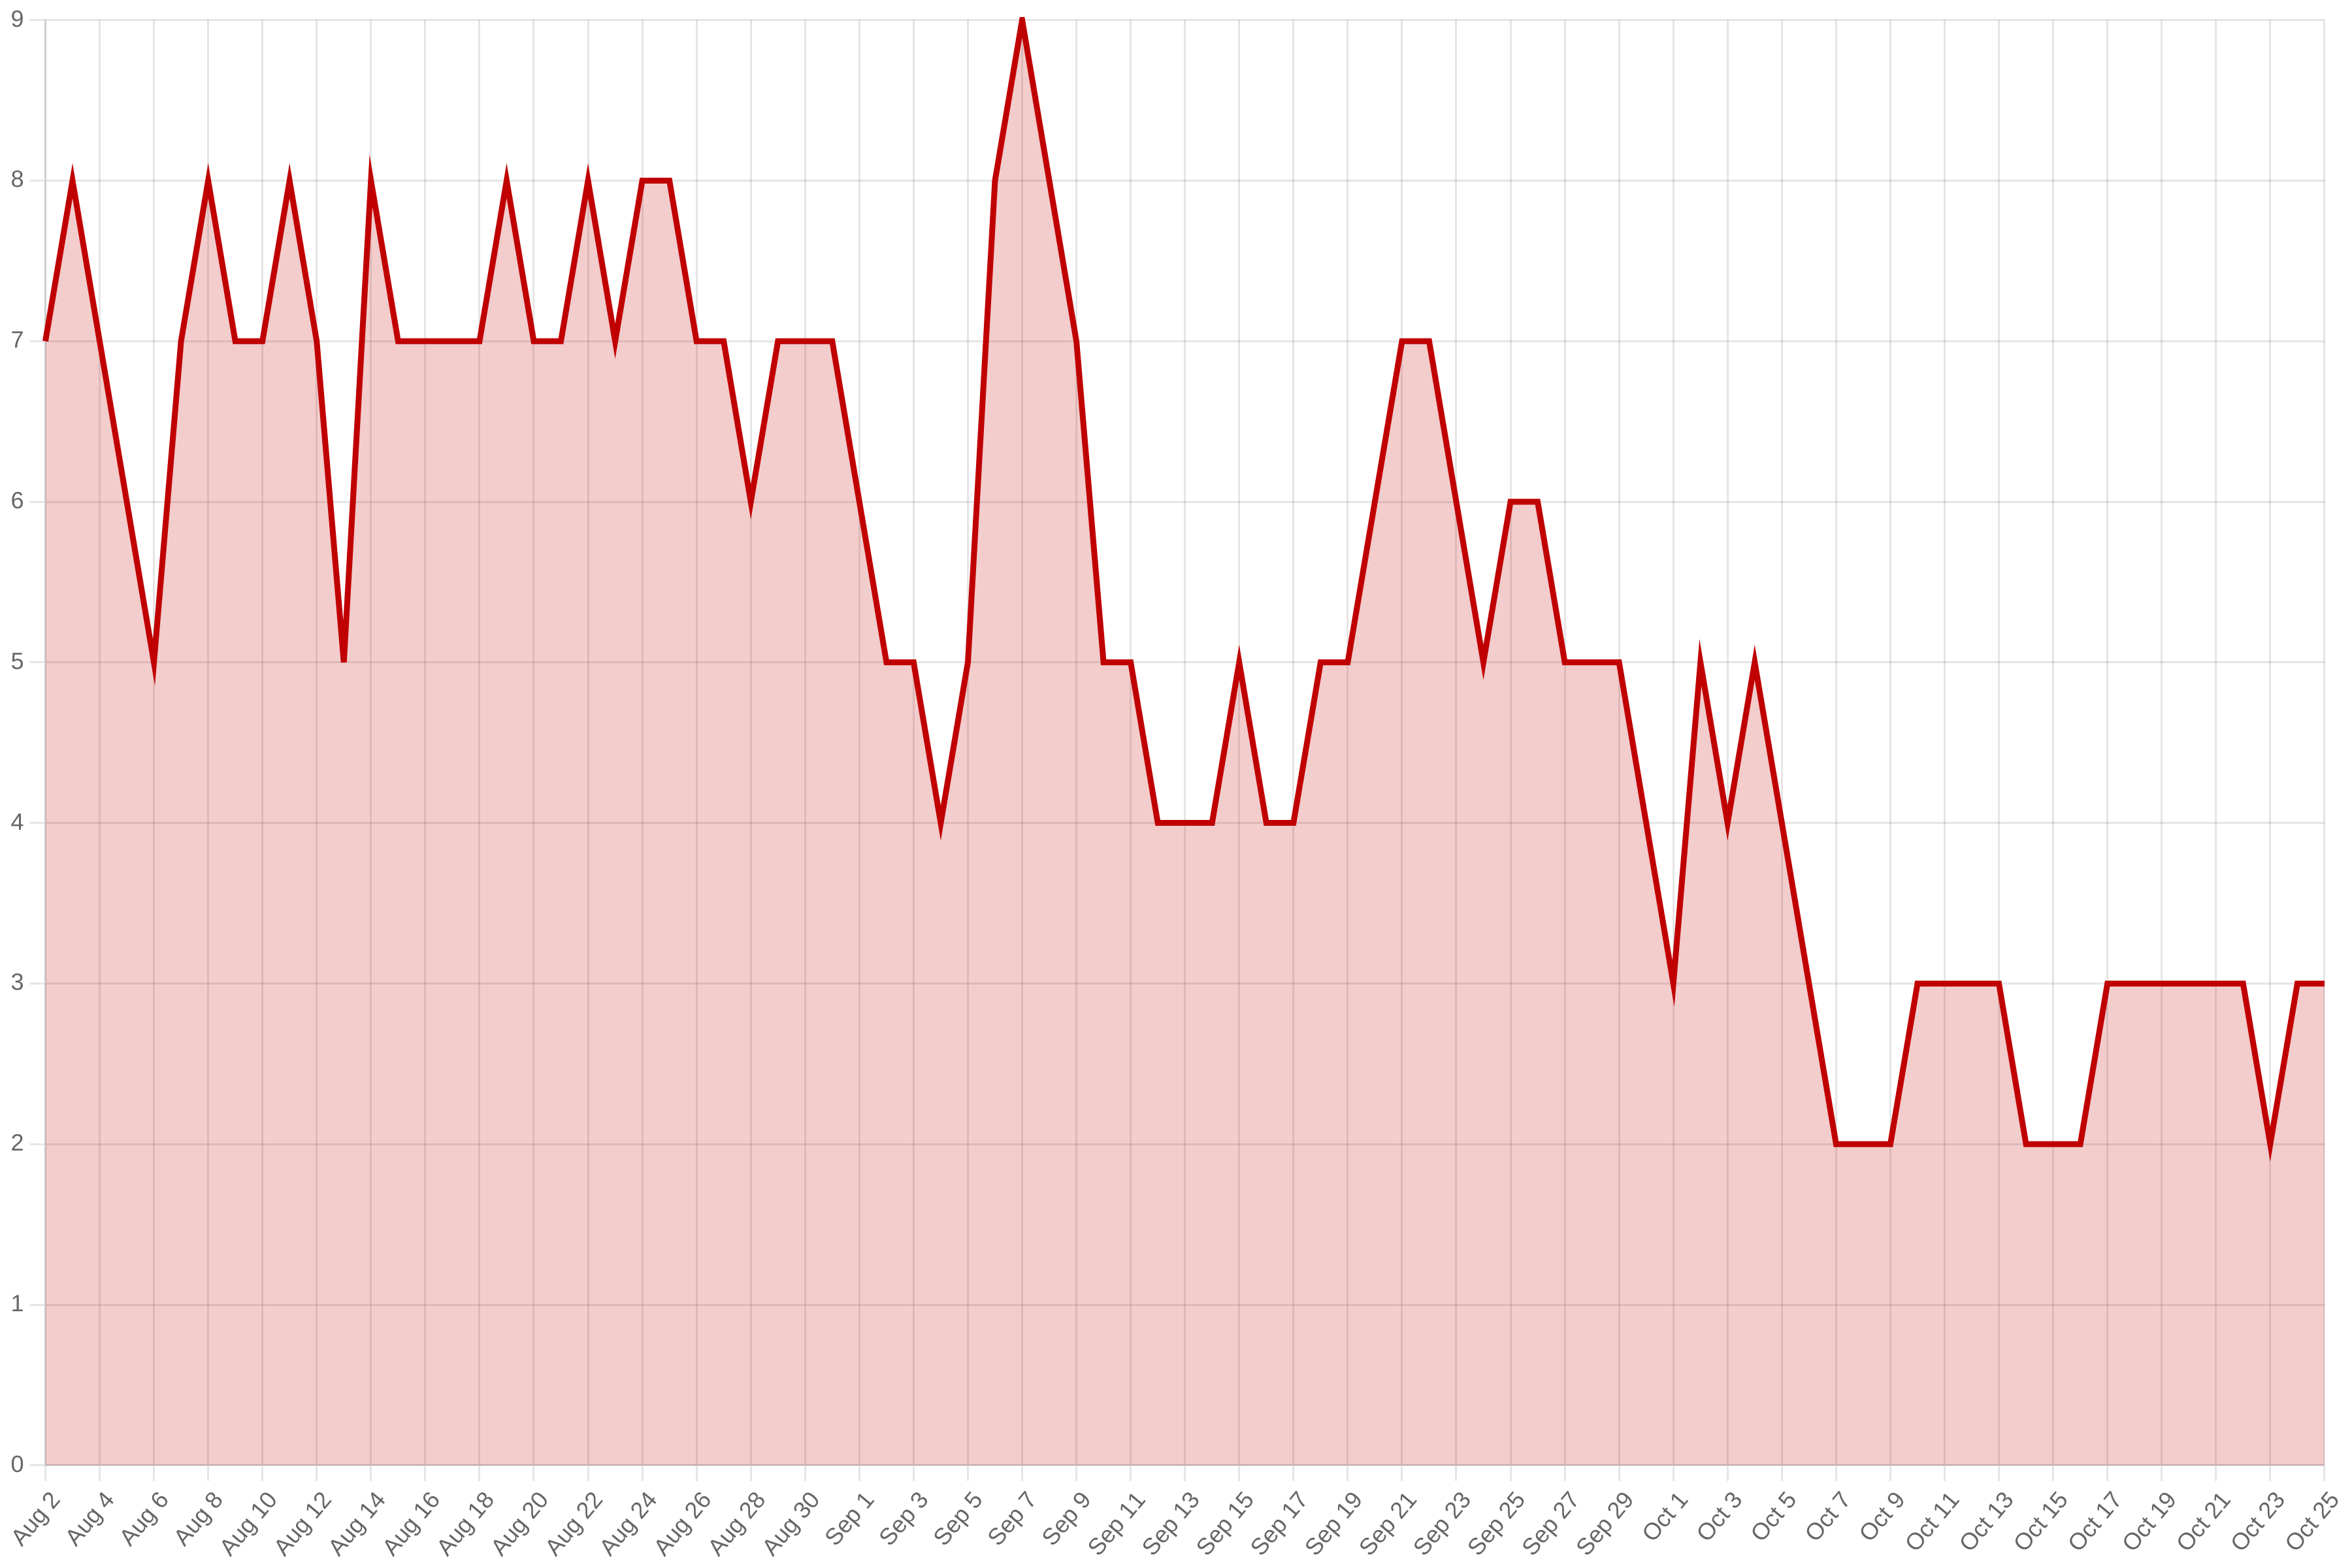 9
8
7
6
5
4
3
2
1
0
Aug 2
Aug 4
Aug 6
Aug 8
Aug 10
Aug 12
Aug 14
Aug 16
Aug 18
Aug 20
Aug 22
Aug 24
Aug 26
Aug 28
Aug 30
Sep 1
Sep 3
Sep 5
Sep 7
Sep 9
Sep 11
Sep 13
Sep 15
Sep 17
Sep 19
Sep 21
Sep 23
Sep 25
Sep 27
Sep 29
Oct 1
Oct 3
Oct 5
Oct 7
Oct 9
Oct 11
Oct 13
Oct 15
Oct 17
Oct 19
Oct 21
Oct 23
Oct 25